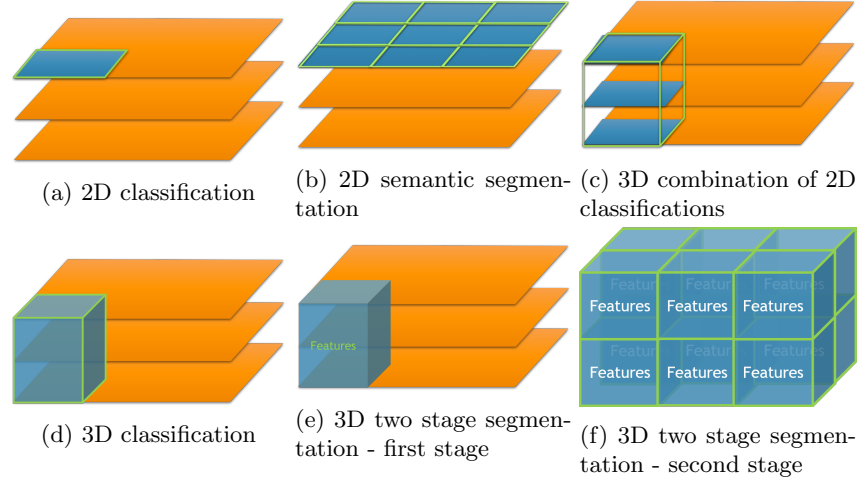 (a) 2D classification
(b) 2D semantic segmen-
tation
(c) 3D combination of 2D
classifications
Features
Features
Features
Features
Features
Features
Features
Features
Features
Features
Features
Features
Features
(d) 3D classification
(e) 3D two stage segmen-
tation - first stage
(f) 3D two stage segmen-
tation - second stage